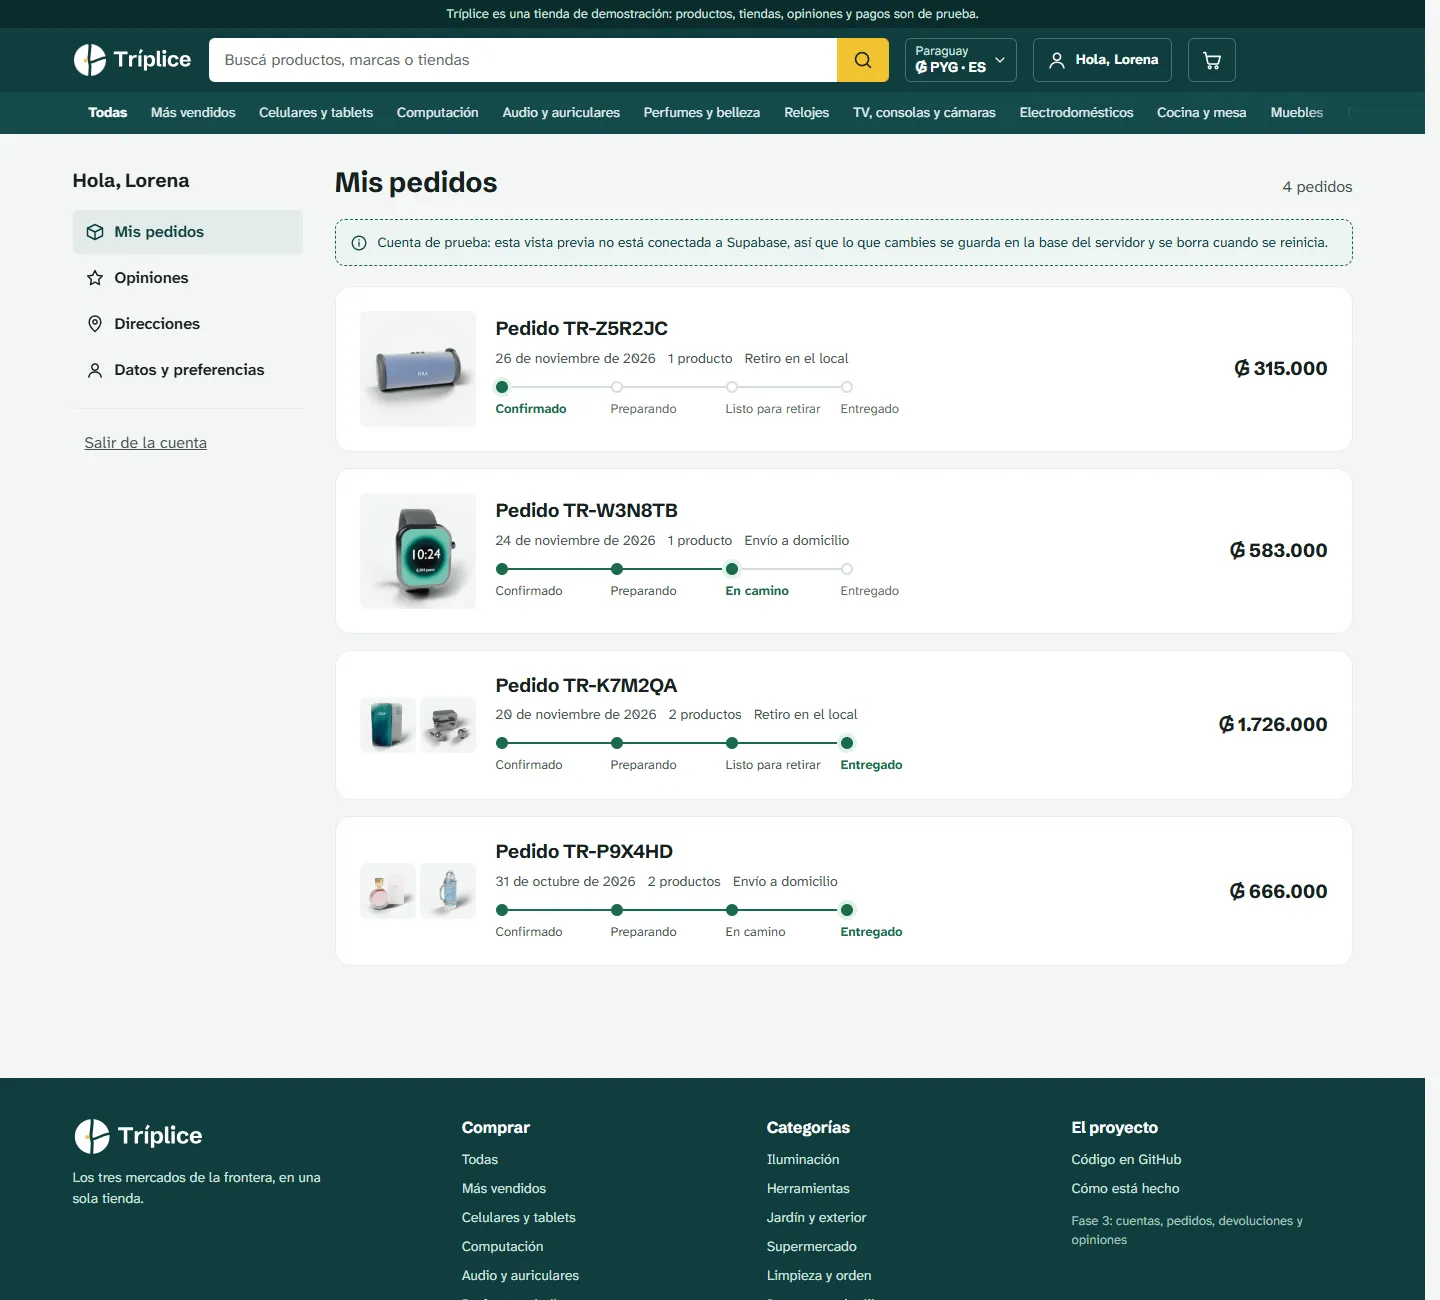 Tríplice es una tienda de demostración: productos, tiendas, opiniones y pagos son de prueba.
Tríplice
Buscá productos, marcas o tiendas
Paraguay
₲ PYG · ES
Hola, Lorena
Todas
Más vendidos
Celulares y tablets
Computación
Audio y auriculares
Perfumes y belleza
Relojes
TV, consolas y cámaras
Electrodomésticos
Cocina y mesa
Muebles
Hola, Lorena
Mis pedidos
Opiniones
Direcciones
Datos y preferencias
Salir de la cuenta
Mis pedidos
4 pedidos
Cuenta de prueba: esta vista previa no está conectada a Supabase, así que lo que cambies se guarda en la base del servidor y se borra cuando se reinicia.
Pedido TR-Z5R2JC
26 de noviembre de 2026 1 producto Retiro en el local
Confirmado Preparando Listo para retirar Entregado
₲ 315.000
10:24
Pedido TR-W3N8TB
24 de noviembre de 2026 1 producto Envío a domicilio
Confirmado Preparando En camino Entregado
₲ 583.000
Pedido TR-K7M2QA
20 de noviembre de 2026 2 productos Retiro en el local
Confirmado Preparando Listo para retirar Entregado
₲ 1.726.000
Pedido TR-P9X4HD
31 de octubre de 2026 2 productos Envío a domicilio
Confirmado Preparando En camino Entregado
₲ 666.000
Tríplice
Los tres mercados de la frontera, en una
sola tienda.
Comprar
Todas
Más vendidos
Celulares y tablets
Computación
Audio y auriculares
Categorías
Iluminación
Herramientas
Jardín y exterior
Supermercado
Limpieza y orden
El proyecto
Código en GitHub
Cómo está hecho
Fase 3: cuentas, pedidos, devoluciones y
opiniones